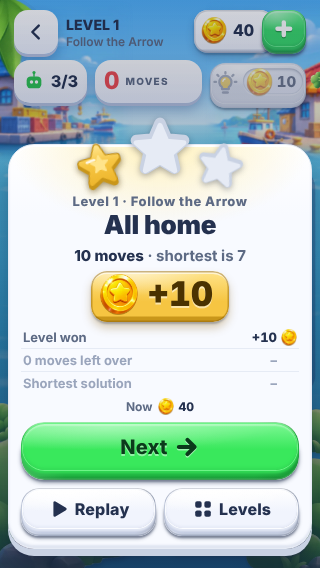 LEVEL 1
Follow the Arrow
40
3/3
0 MOVES
10
Level 1 · Follow the Arrow
All home
10 moves · shortest is 7
+10
Level won +10
0 moves left over –
Shortest solution –
Now 40
Next
Replay
Levels